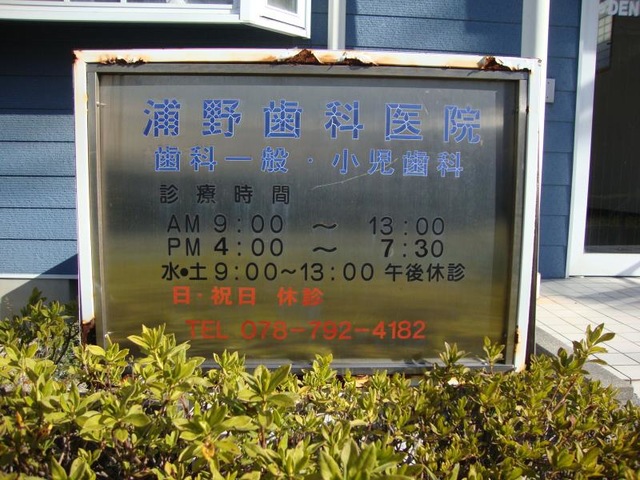 DEN
浦野歯科医院
歯科一般・小児歯科
診療時間
AM 9:00 〜 13:00
PM 4:00 〜 7:30
水・土 9:00〜13:00 午後休診
日・祝日 休診
TEL 078-792-4182